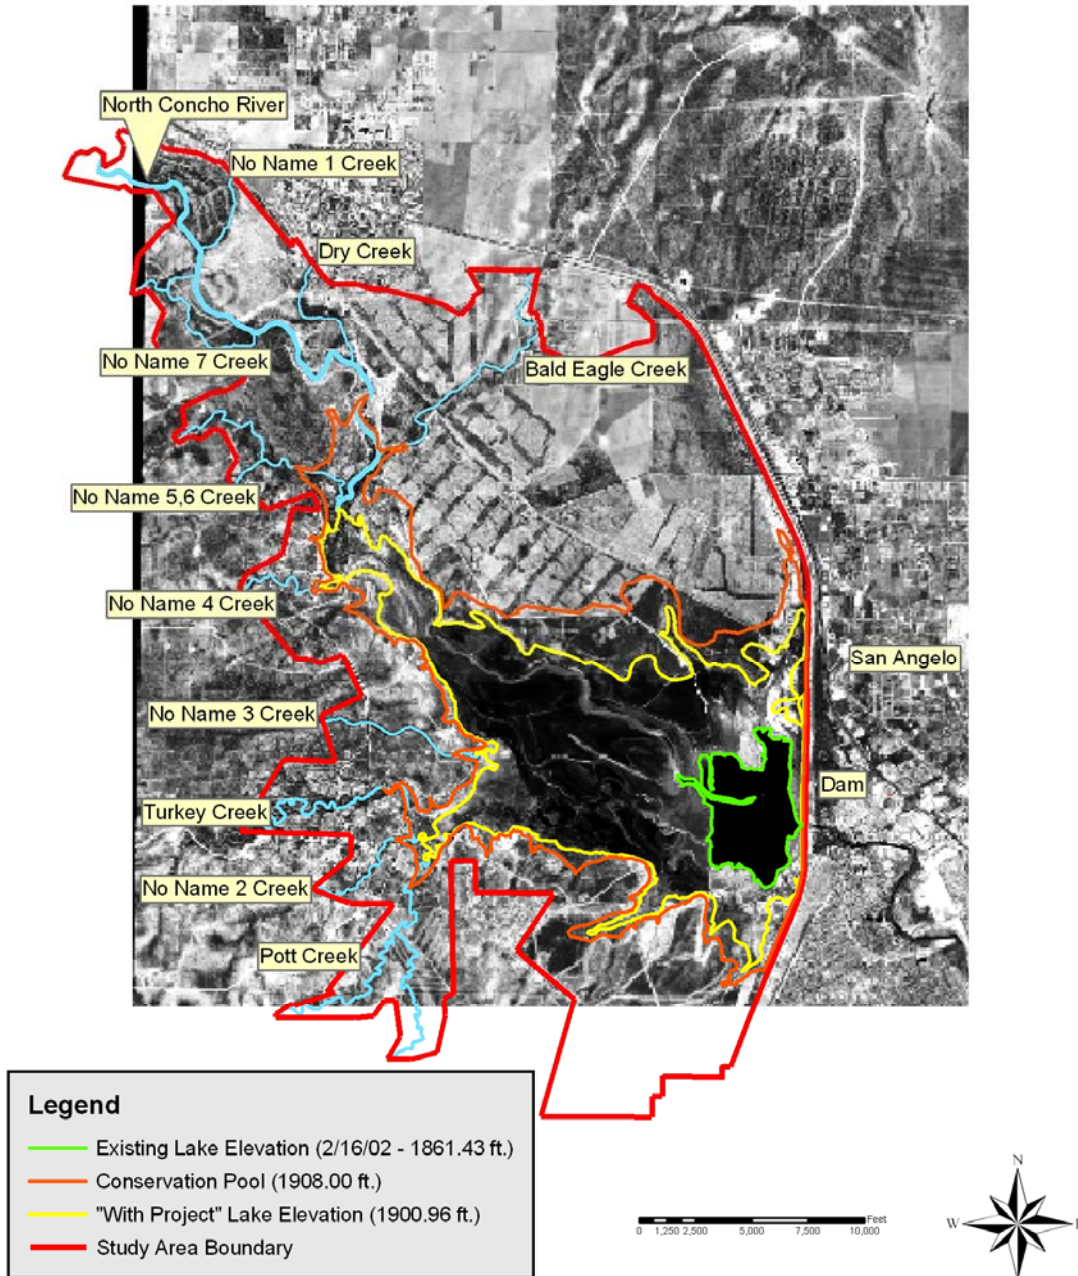 North Concho River
No Name 1 Creek
Dry Creek
No Name 7 Creek
Bald Eagle Creek
No Name 5,6 Creek
No Name 4 Creek
San Angelo
No Name 3 Creek
Dam
Turkey Creek
No Name 2 Creek
Pott Creek
Legend
Existing Lake Elevation (2/16/02 - 1861.43 ft.)
Conservation Pool (1908.00 ft.)
"With Project" Lake Elevation (1900.96 ft.)
Study Area Boundary
Feet
0 1,250 2,500 5,000 7,500 10,000
N
W